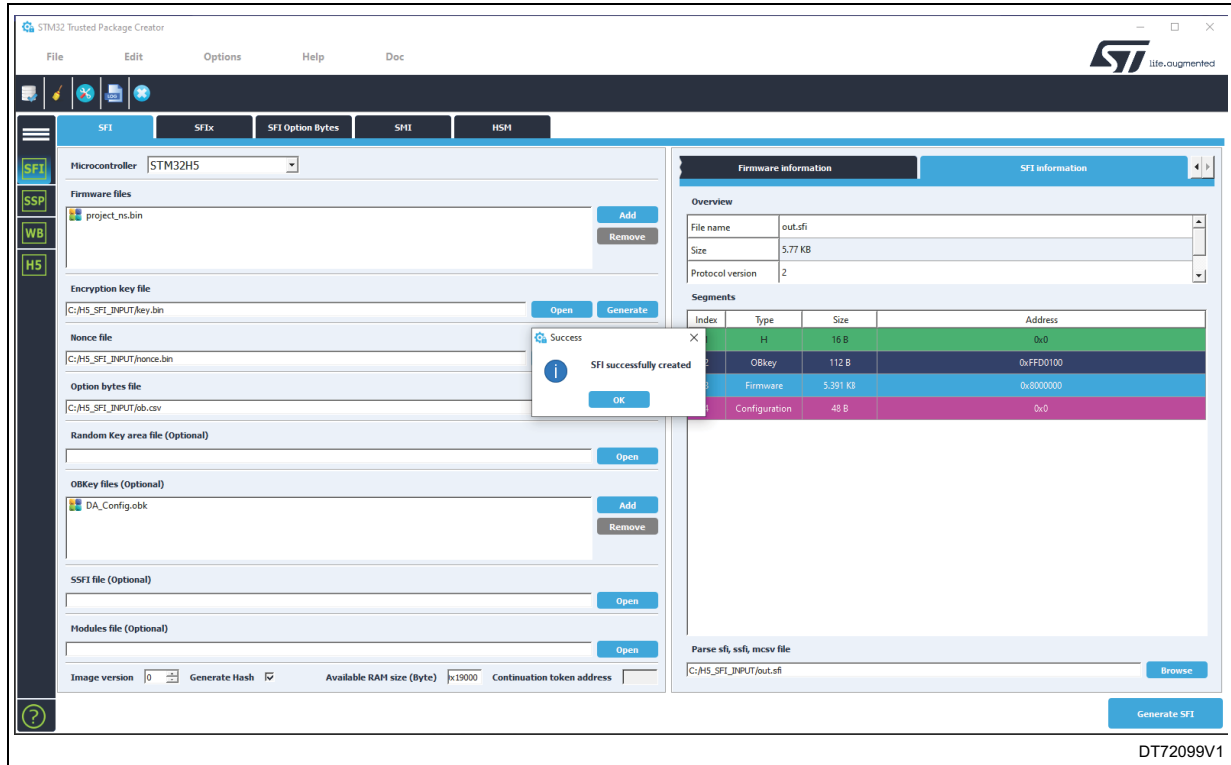 STM32 Trusted Package Creator
File Edit Options Help Doc
ST life.augmented
LOG
SFI SFIx SFI Option Bytes SMI HSM
SFI
SSP
WB
H5
Microcontroller STM32H5
Firmware files
project_ns.bin
Add
Remove
Encryption key file
C:/H5_SFI_INPUT/key.bin
Open Generate
Nonce file
C:/H5_SFI_INPUT/nonce.bin
Option bytes file
C:/H5_SFI_INPUT/ob.csv
Random Key area file (Optional)
Open
OBKey files (Optional)
DA_Config.obk
Add
Remove
SSFI file (Optional)
Open
Modules file (Optional)
Open
Image version 0 Generate Hash Available RAM size (Byte) x19000 Continuation token address
Success
SFI successfully created
OK
Firmware information SFI information
Overview
File name out.sfi
Size 5.77 KB
Protocol version 2
Segments
Index Type Size Address
H 16 B 0x0
OBkey 112 B 0xFFD0100
Firmware 5.391 KB 0x8000000
Configuration 48 B 0x0
Parse sfi, ssfi, mcsv file
C:/H5_SFI_INPUT/out.sfi
Browse
?
Generate SFI
DT72099V1